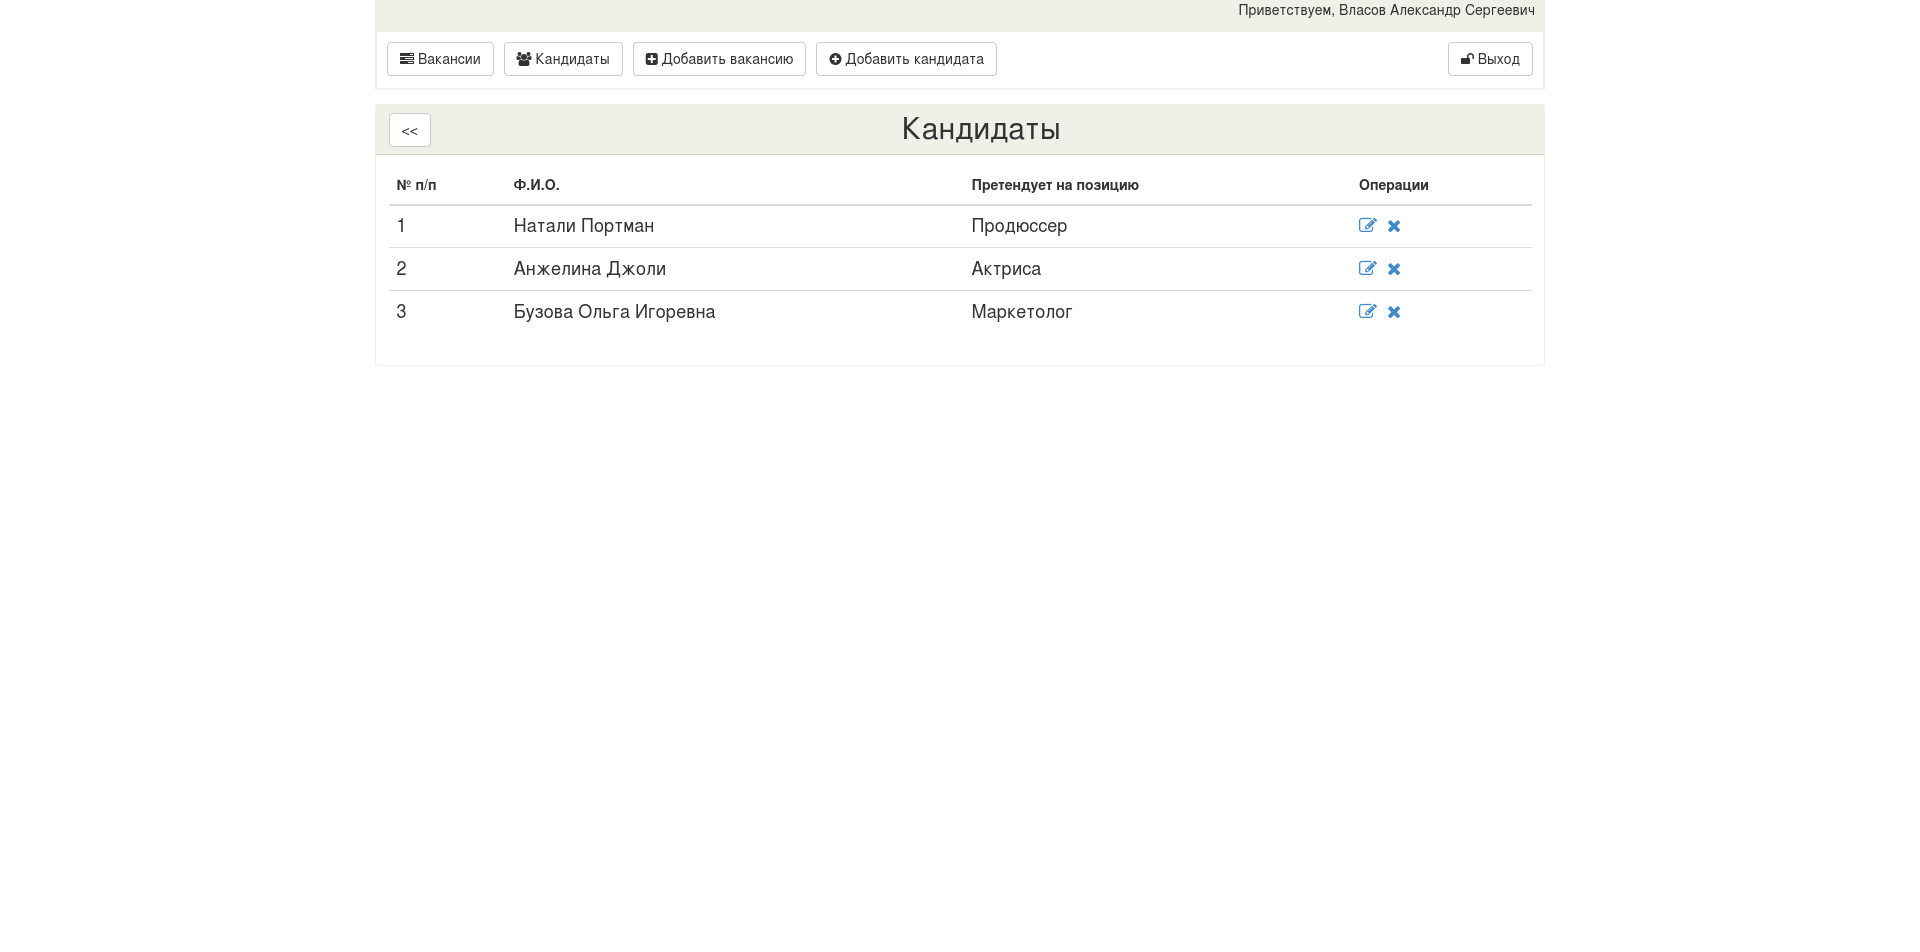 Приветствуем, Власов Александр Сергеевич
Вакансии Кандидаты Добавить вакансию Добавить кандидата Выход
<< Кандидаты
№ п/п Ф.И.О. Претендует на позицию Операции
1 Натали Портман Продюссер
2 Анжелина Джоли Актриса
3 Бузова Ольга Игоревна Маркетолог